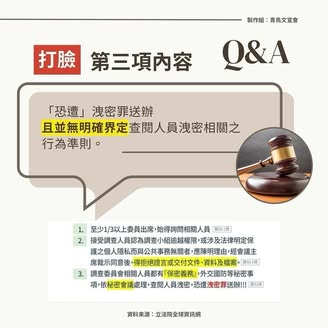 製作組：青鳥文宣會
打臉 第三項內容 Q&A
「恐遭」洩密罪送辦
且並無明確界定查閱人員洩密相關之
行為準則。
1. 至少1/3以上委員出席，始得詢問相關人員
2. 接受調查人員認為調查小組逾越權限，或涉及法律明定保
護之個人隱私而與公共事務無關者，應陳明理由，經會議主
席裁示同意後，得拒絕證言或交付文件、資料及檔案。
3. 調查委員會相關人員都有「保密義務」，外交國防等秘密事
項，依秘密會議處理，查閱人員洩密，恐遭洩密罪送辦!!!
資料來源：立法院全球資訊網